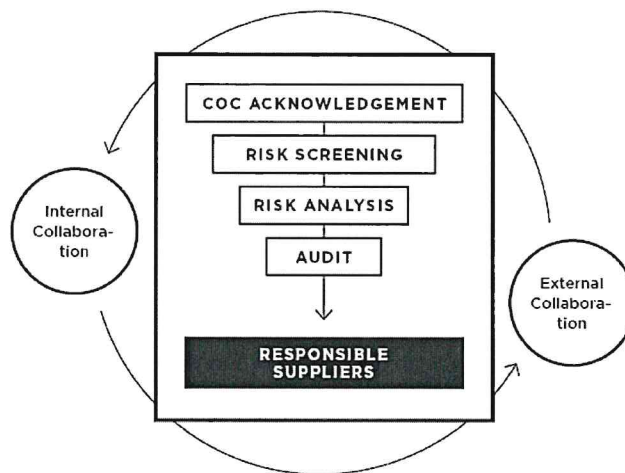 COC ACKNOWLEDGEMENT
RISK SCREENING
RISK ANALYSIS
AUDIT
RESPONSIBLE
SUPPLIERS
Internal
Collabora-
tion
External
Collabora-
tion